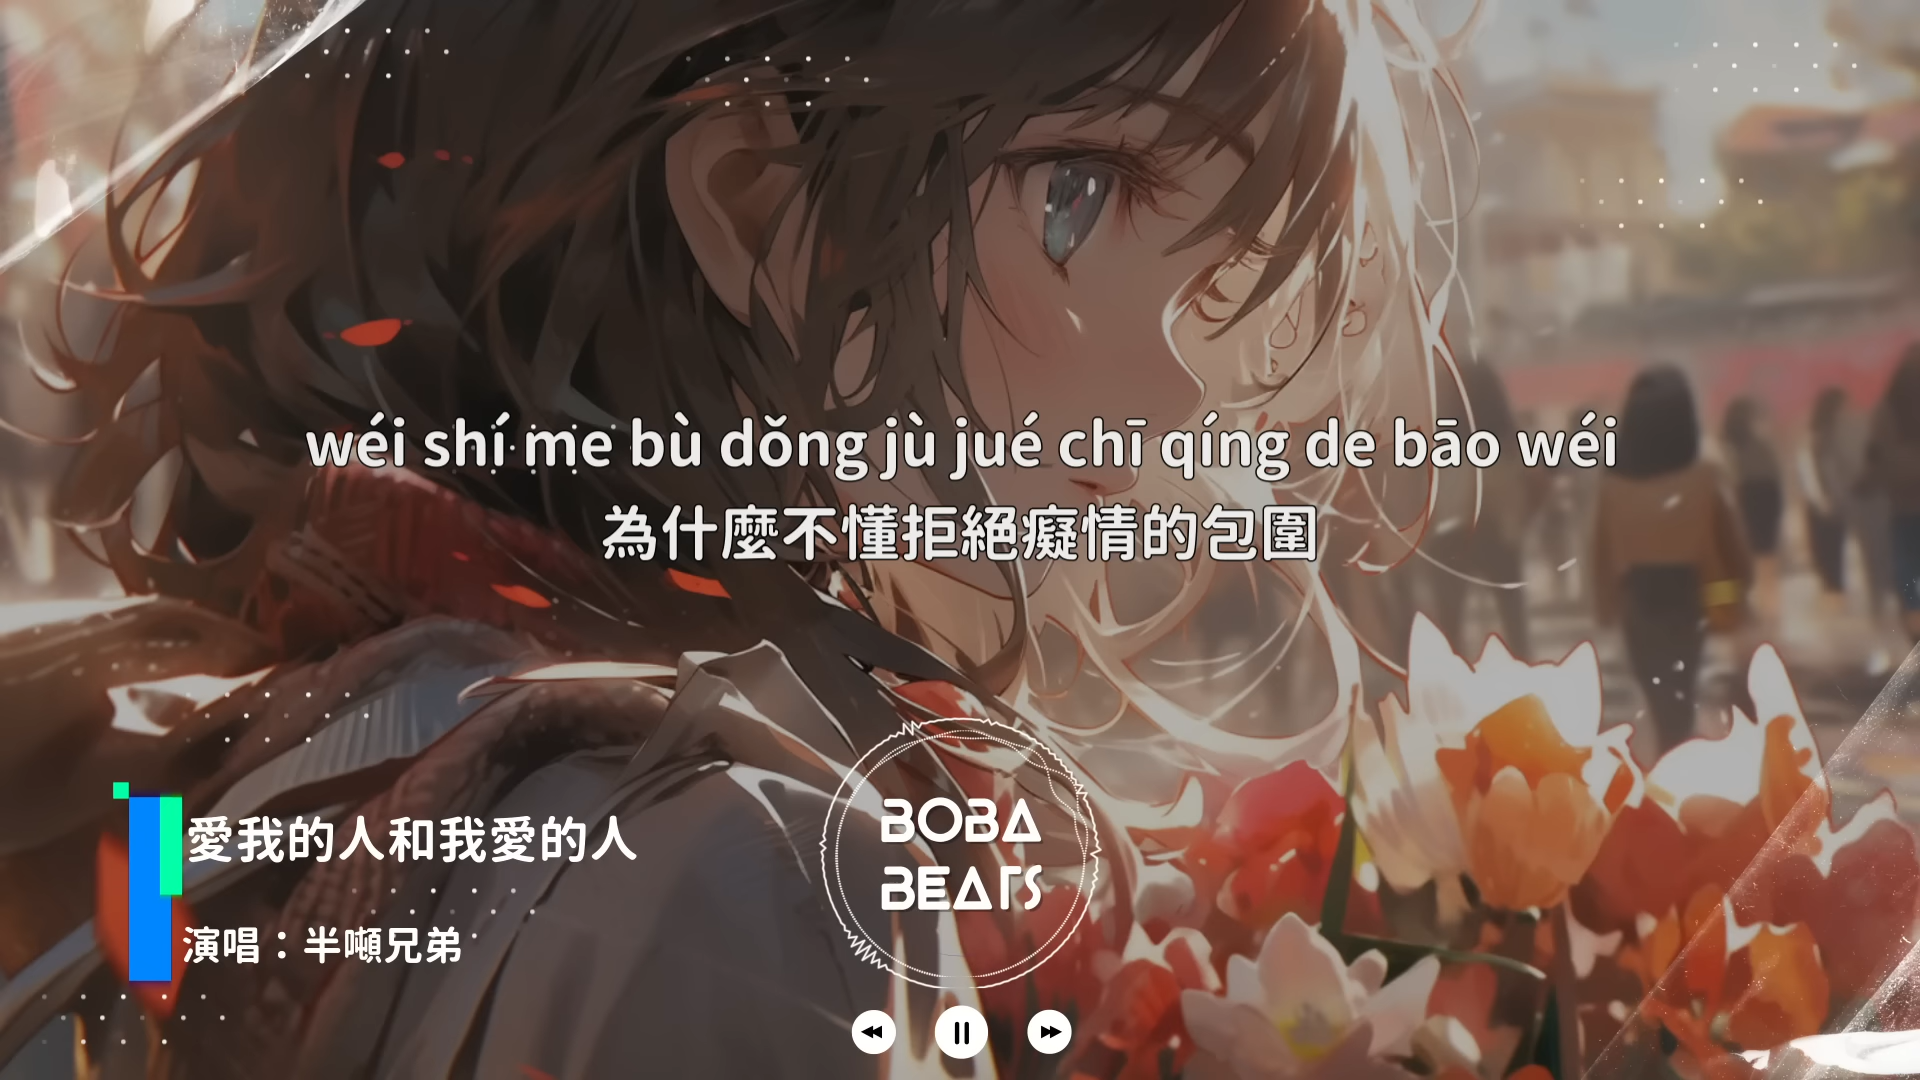 wéi shí me bù dǒng jù jué chī qíng de bāo wéi
為什麼不懂拒絕癡情的包圍
愛我的人和我愛的人
演唱：半噸兄弟
BOBA
BEATS